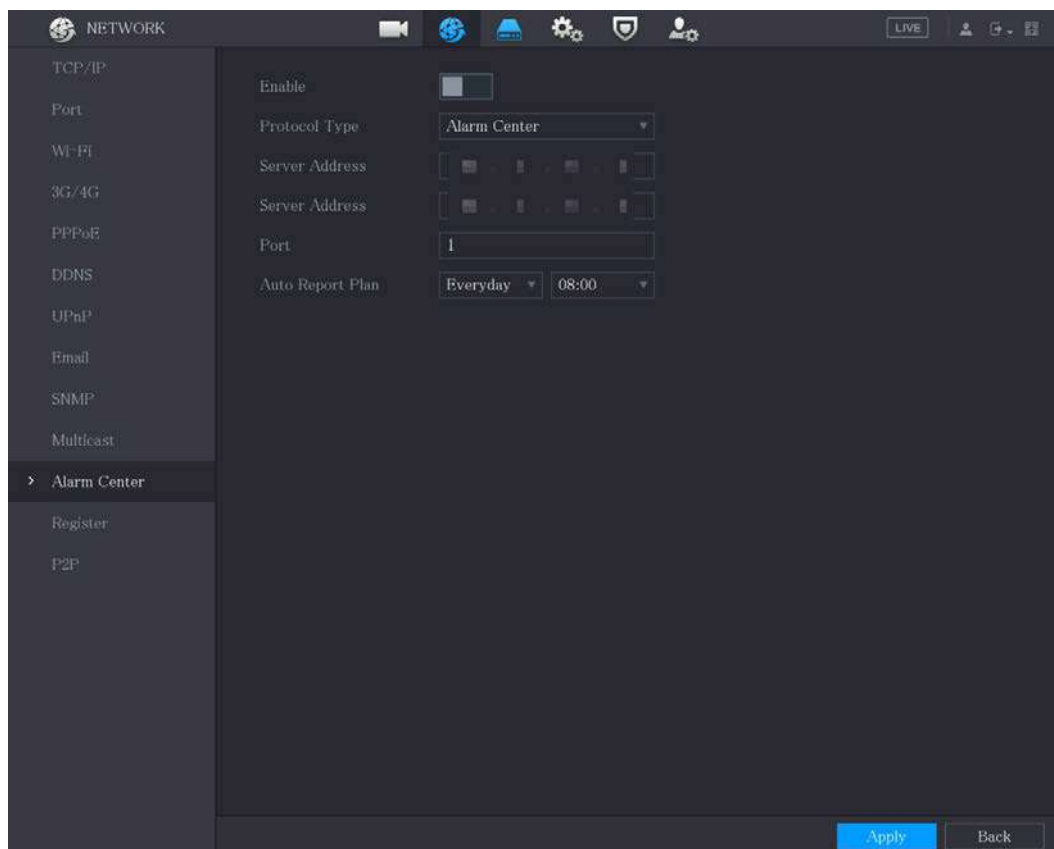 NETWORK
LIVE
TCP/IP
Port
Wi-Fi
3G/4G
PPPoE
DDNS
UPnP
Email
SNMP
Multicast
Alarm Center
Register
P2P
Enable
Protocol Type Alarm Center
Server Address
Server Address
Port 1
Auto Report Plan Everyday 08:00
Apply Back